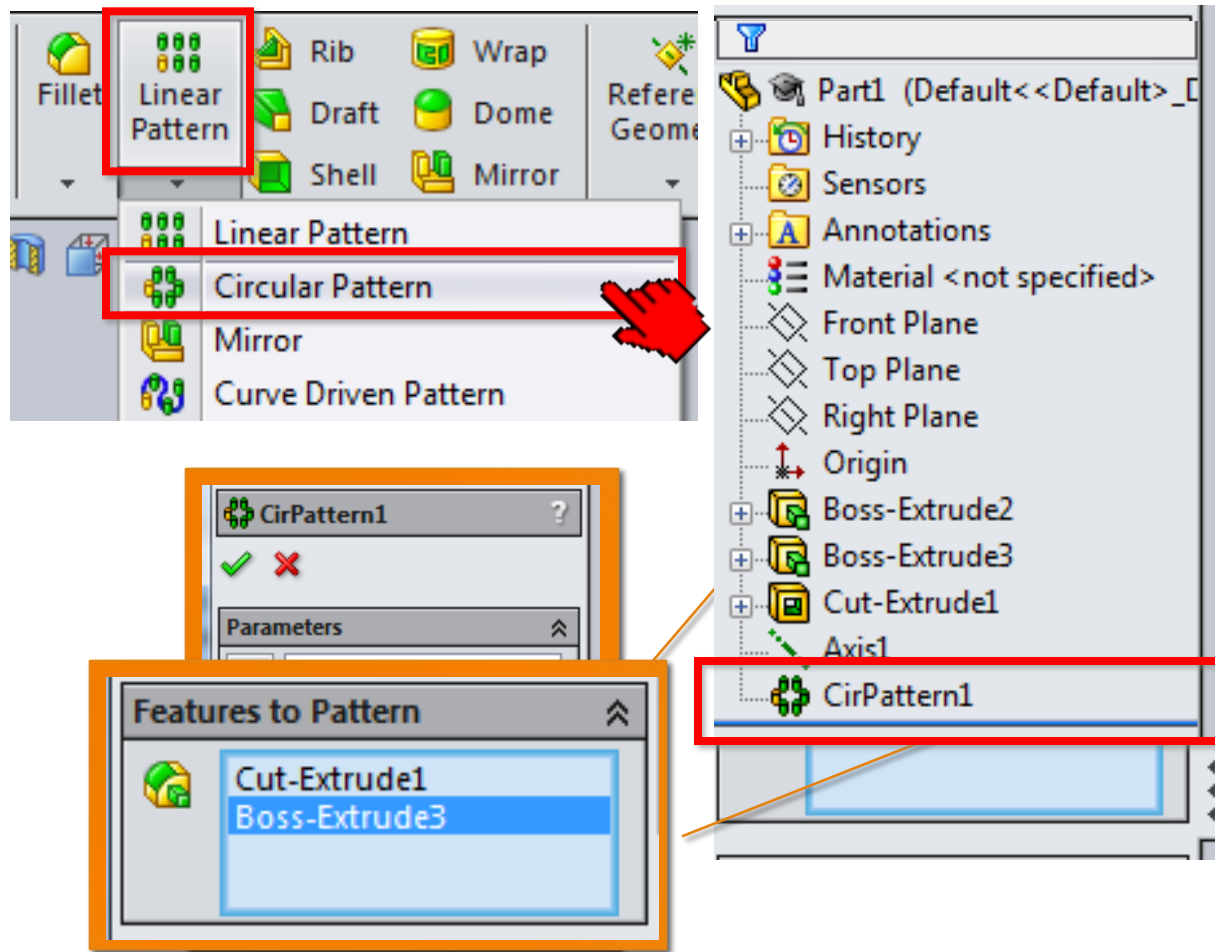 Fillet
Linear
Pattern
Rib
Draft
Shell
Wrap
Dome
Mirror
Refere
Geome
Linear Pattern
Circular Pattern
Mirror
Curve Driven Pattern
CirPattern1
?
Parameters
Features to Pattern
Cut-Extrude1
Boss-Extrude3
Part1 (Default<<Default>_D
History
Sensors
A Annotations
Material <not specified>
Front Plane
Top Plane
Right Plane
Origin
Boss-Extrude2
Boss-Extrude3
Cut-Extrude1
Axis1
CirPattern1